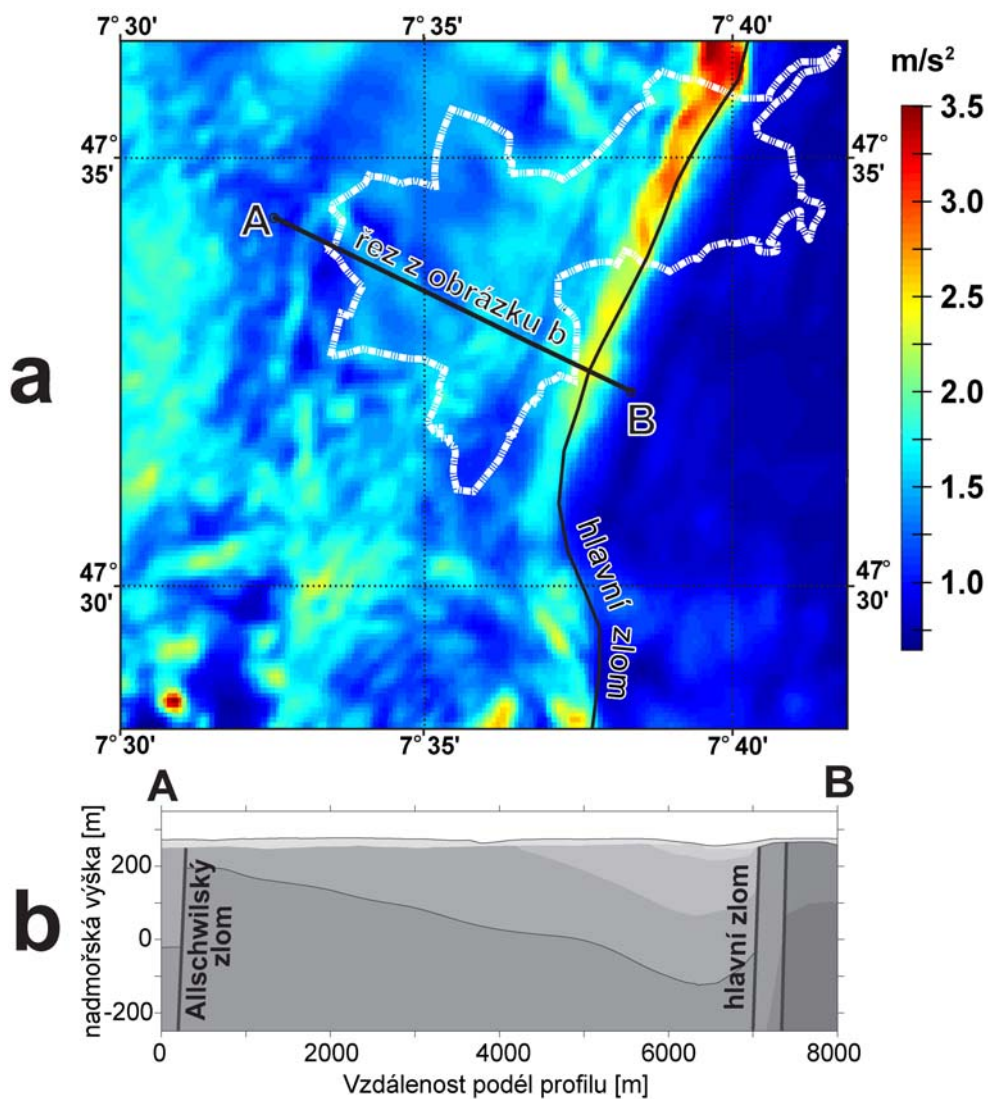 7° 30' 7° 35' 7° 40'
m/s²
3.5
3.0
2.5
2.0
1.5
1.0
47°
35'
47°
35'
A
řez z obrázku b
B
a
hlavní zlom
47°
30'
47°
30'
7° 30' 7° 35' 7° 40'
A B
b
nadmořská výška [m]
200
0
-200
Allschwilský
zlom
hlavní zlom
0 2000 4000 6000 8000
Vzdálenost podél profilu [m]